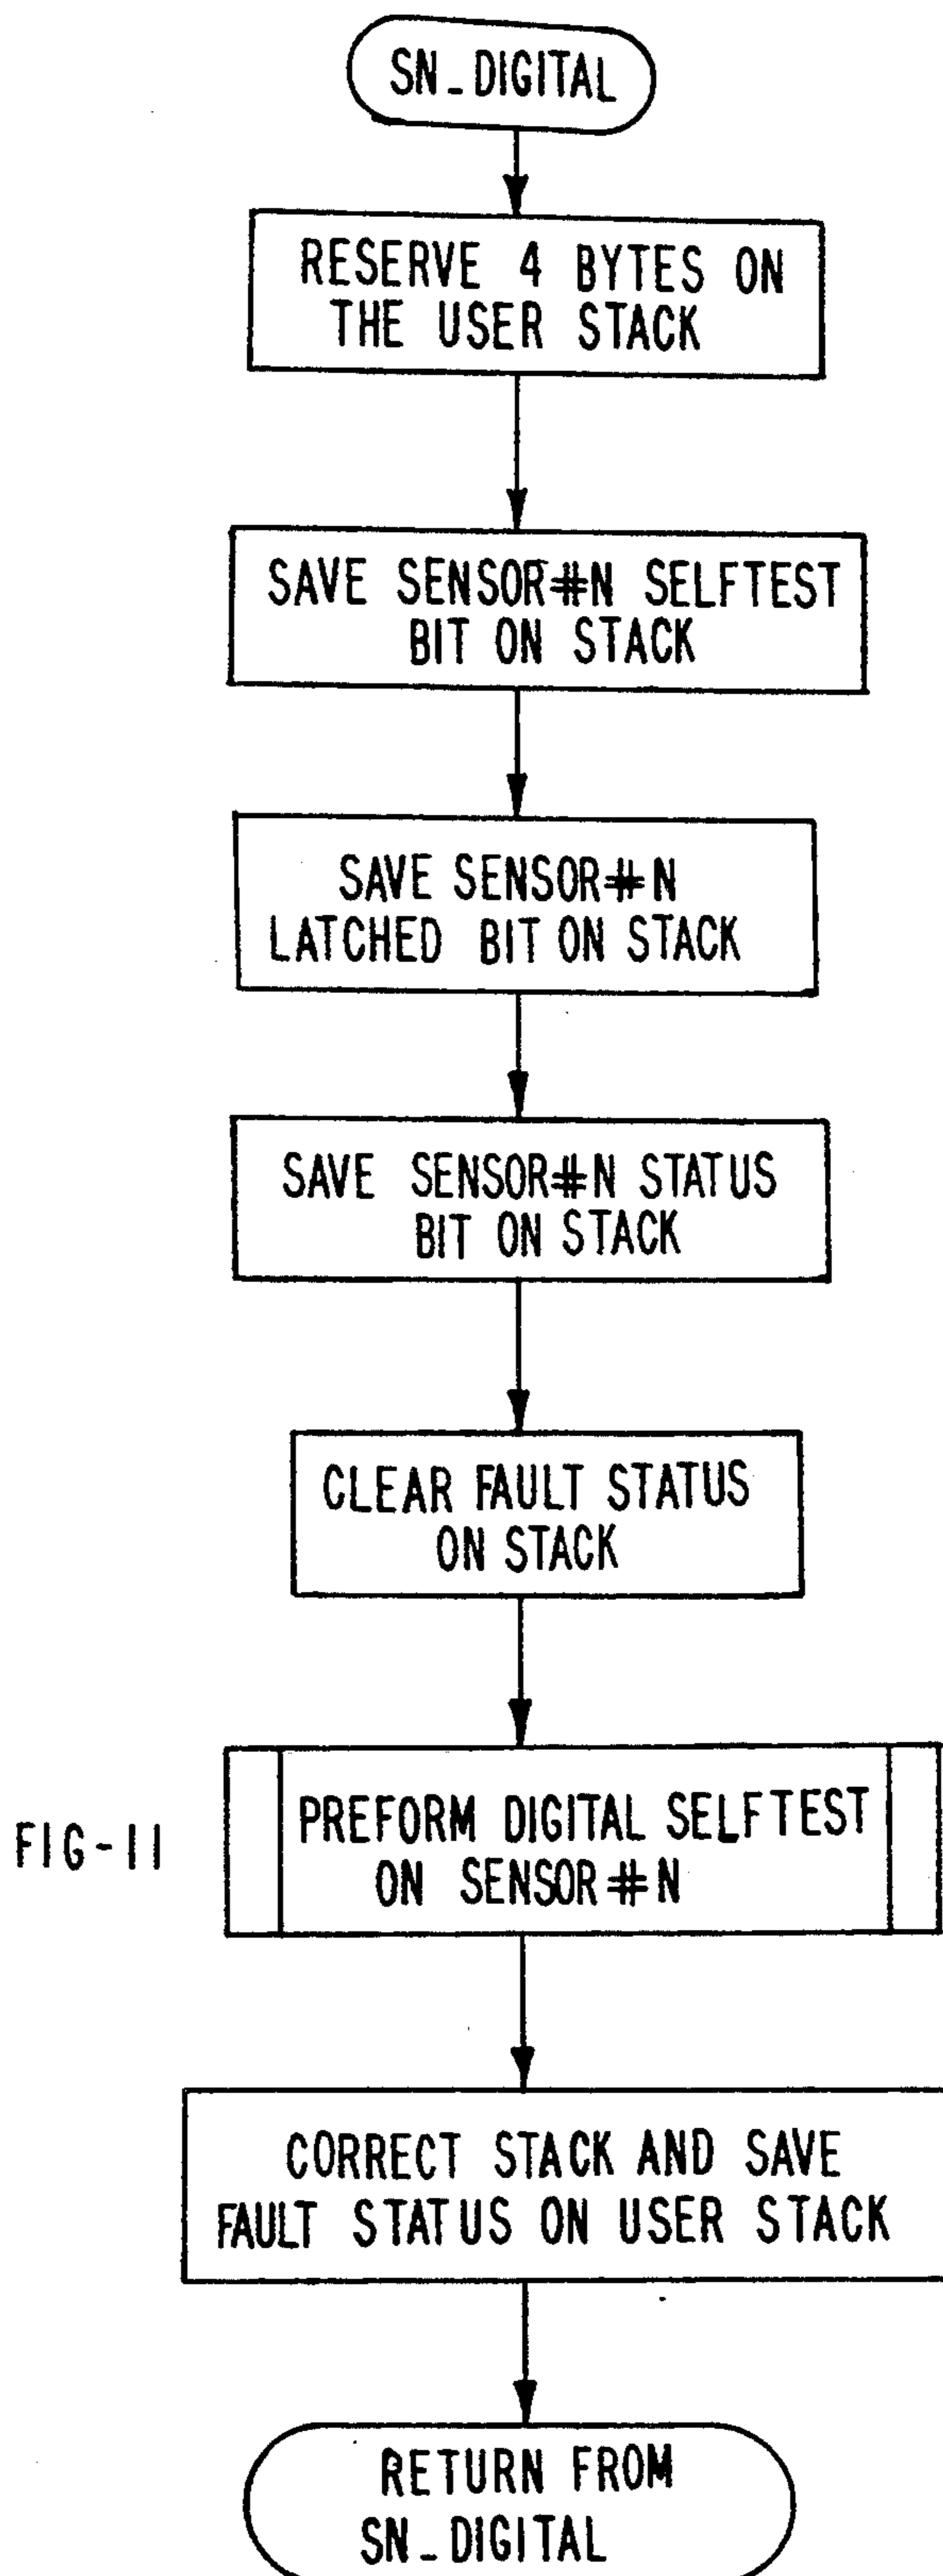 SN_DIGITAL
RESERVE 4 BYTES ON
THE USER STACK
SAVE SENSOR#N SELFTEST
BIT ON STACK
SAVE SENSOR#N
LATCHED BIT ON STACK
SAVE SENSOR#N STATUS
BIT ON STACK
CLEAR FAULT STATUS
ON STACK
FIG-11
PREFORM DIGITAL SELFTEST
ON SENSOR#N
CORRECT STACK AND SAVE
FAULT STATUS ON USER STACK
RETURN FROM
SN_DIGITAL